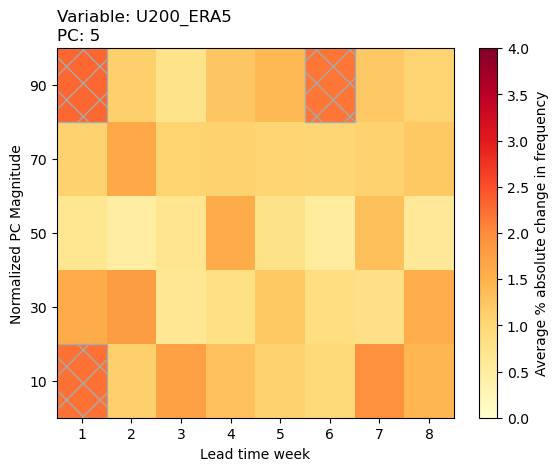 Variable: U200_ERA5
PC: 5
Normalized PC Magnitude
90
70
50
30
10
1 2 3 4 5 6 7 8
Lead time week
4.0
3.5
3.0
2.5
2.0
1.5
1.0
0.5
0.0
Average % absolute change in frequency